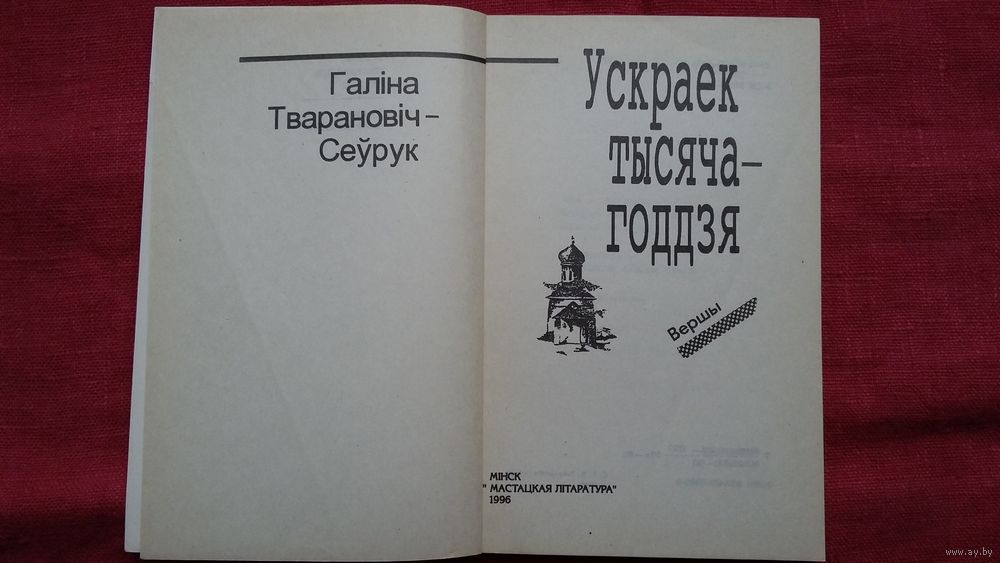 Галіна
Тварановіч–
Сеўрук
Ускраек
тысяча–
годдзя
Вершы
МІНСК
" МАСТАЦКАЯ ЛІТАРАТУРА"
1996
www.ay.by